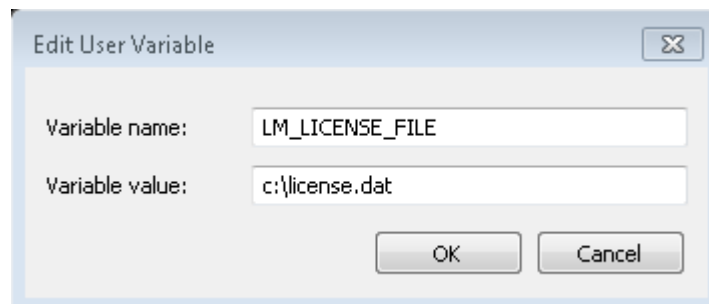 Edit User Variable
Variable name: LM_LICENSE_FILE
Variable value: c:\license.dat
OK Cancel